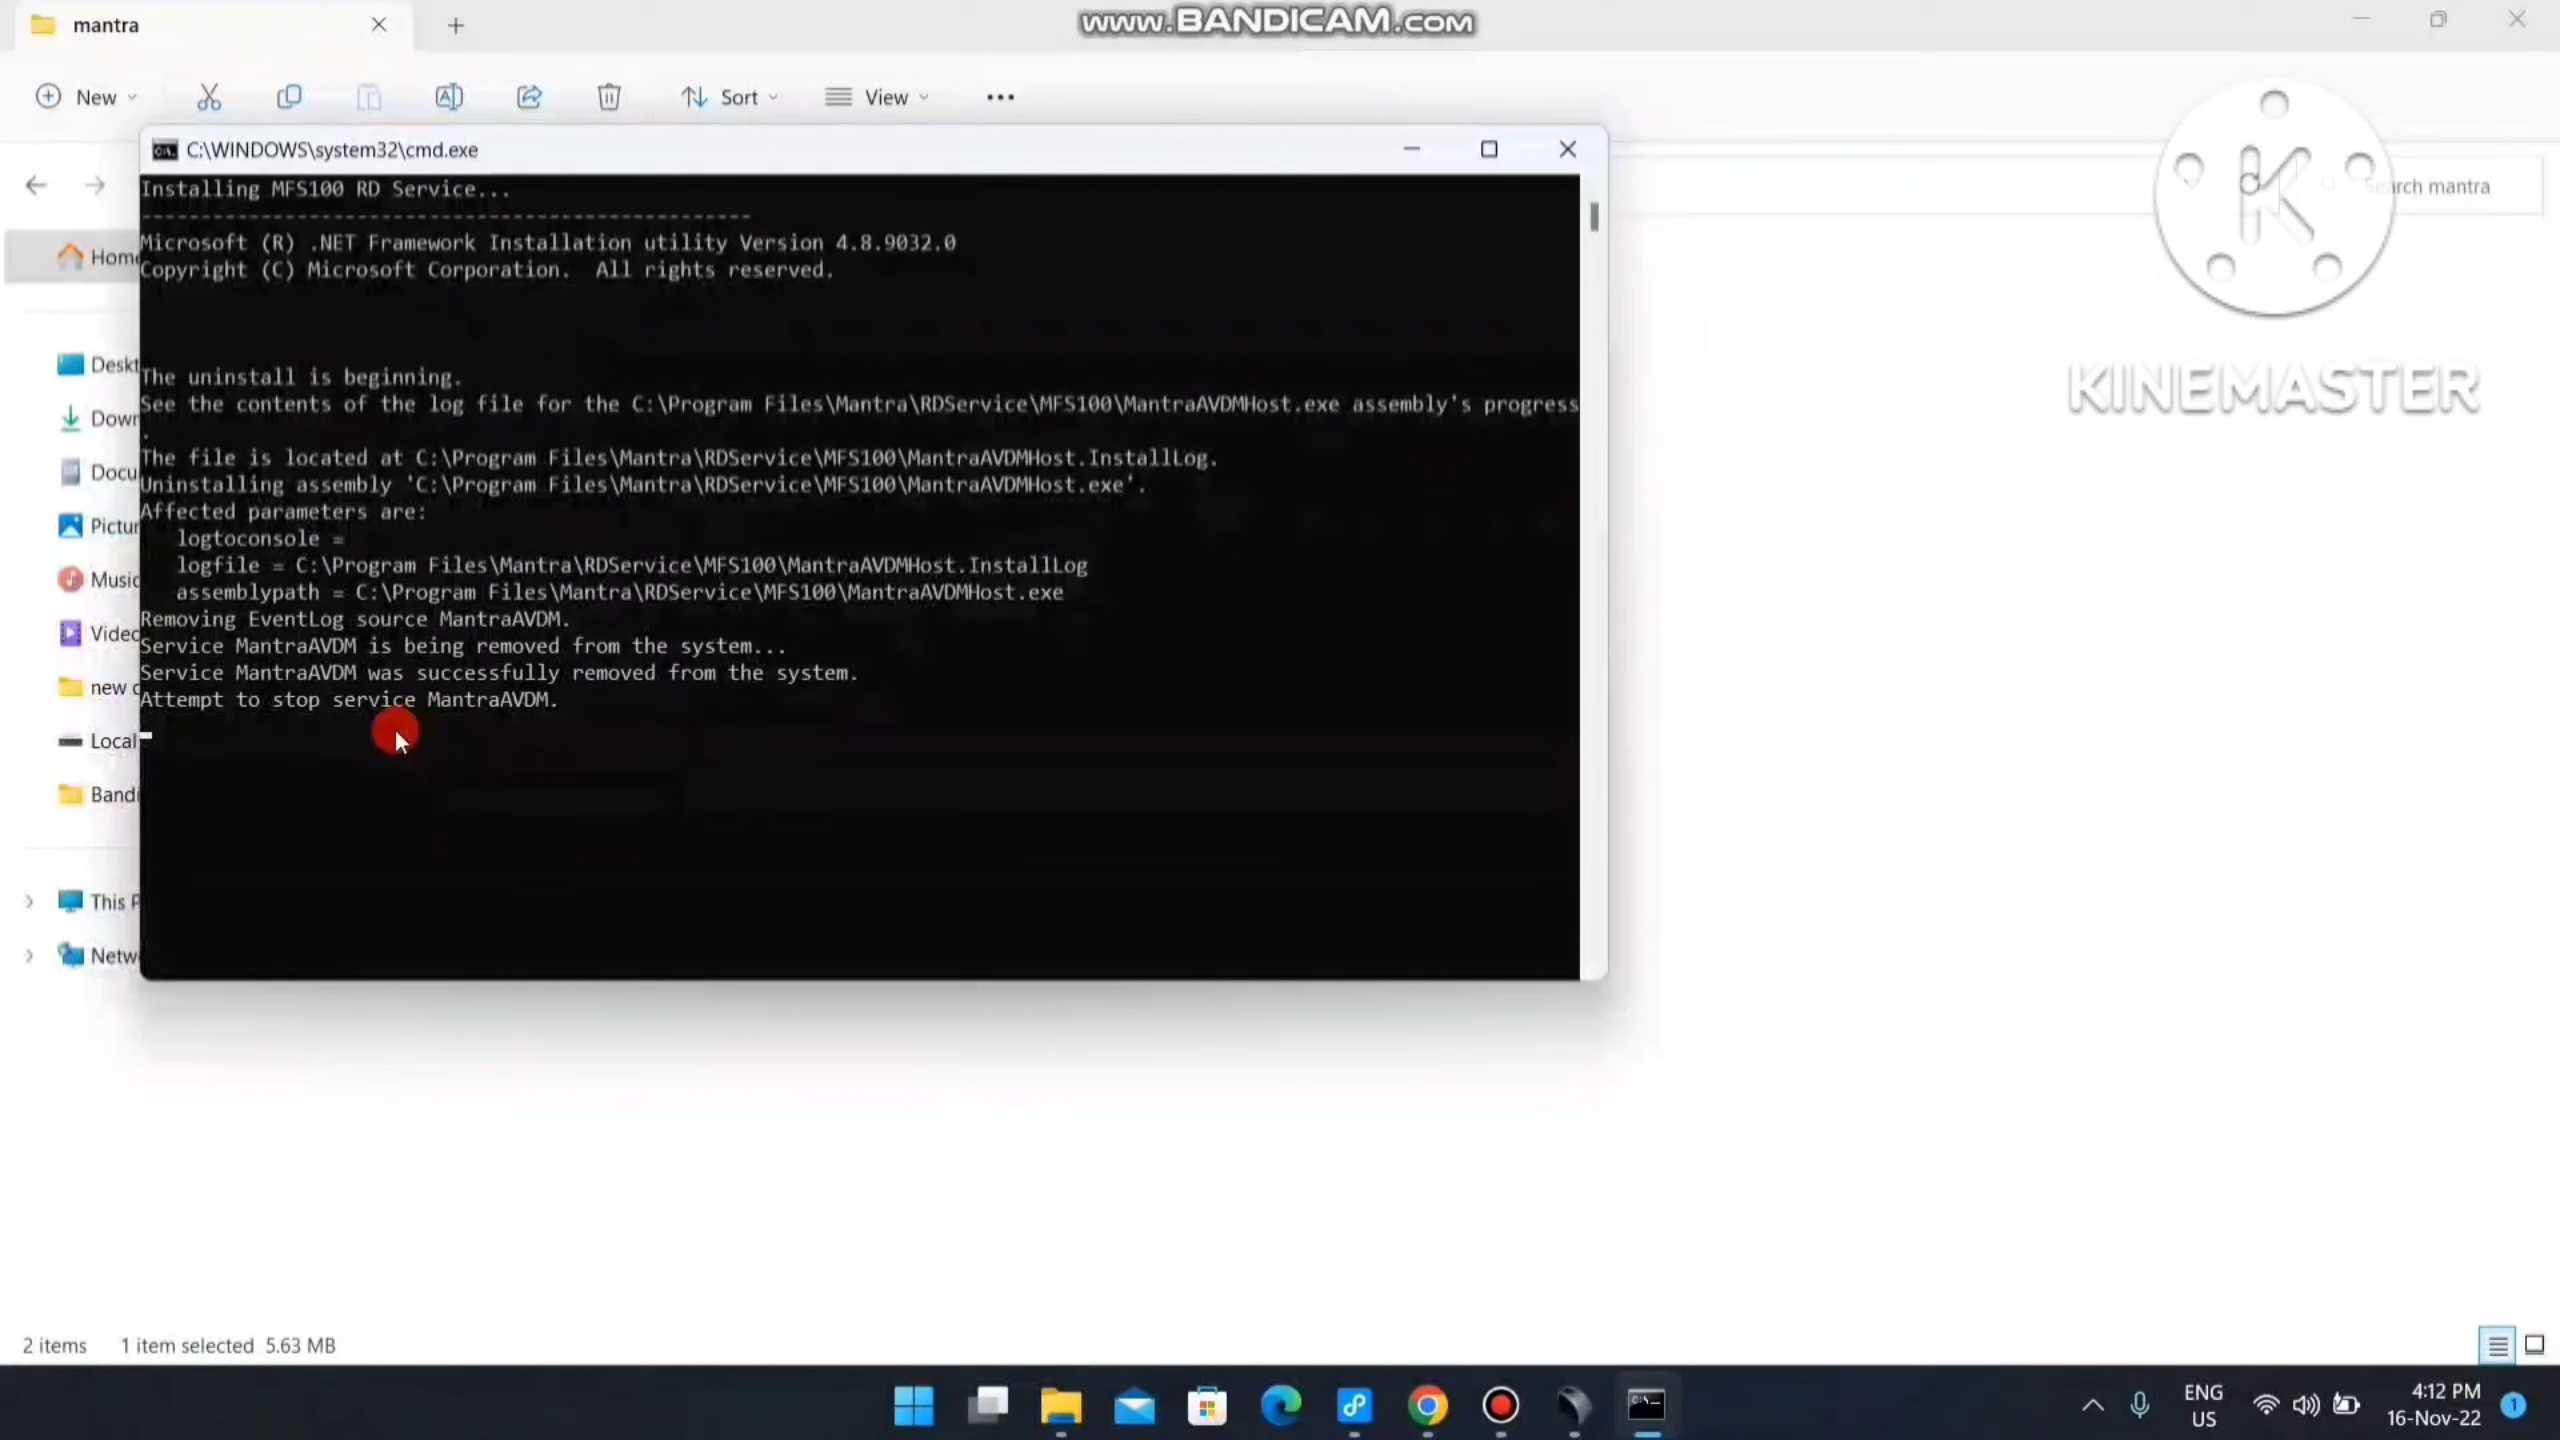 mantra
www.BANDICAM.com
New
Sort
View
C:\WINDOWS\system32\cmd.exe
Search mantra
Installing MFS100 RD Service...
--------------------------------------------------
Microsoft (R) .NET Framework Installation utility Version 4.8.9032.0
Copyright (C) Microsoft Corporation.  All rights reserved.
The uninstall is beginning.
See the contents of the log file for the C:\Program Files\Mantra\RDService\MFS100\MantraAVDMHost.exe assembly's progress
.
The file is located at C:\Program Files\Mantra\RDService\MFS100\MantraAVDMHost.InstallLog.
Uninstalling assembly 'C:\Program Files\Mantra\RDService\MFS100\MantraAVDMHost.exe'.
Affected parameters are:
logtoconsole =
logfile = C:\Program Files\Mantra\RDService\MFS100\MantraAVDMHost.InstallLog
assemblypath = C:\Program Files\Mantra\RDService\MFS100\MantraAVDMHost.exe
Removing EventLog source MantraAVDM.
Service MantraAVDM is being removed from the system...
Service MantraAVDM was successfully removed from the system.
Attempt to stop service MantraAVDM.
Home
Deskt
Down
Docu
Pictur
Music
Video
new c
Local
Bandi
This P
Netw
KINEMASTER
2 items
1 item selected 5.63 MB
ENG
US
4:12 PM
16-Nov-22
1